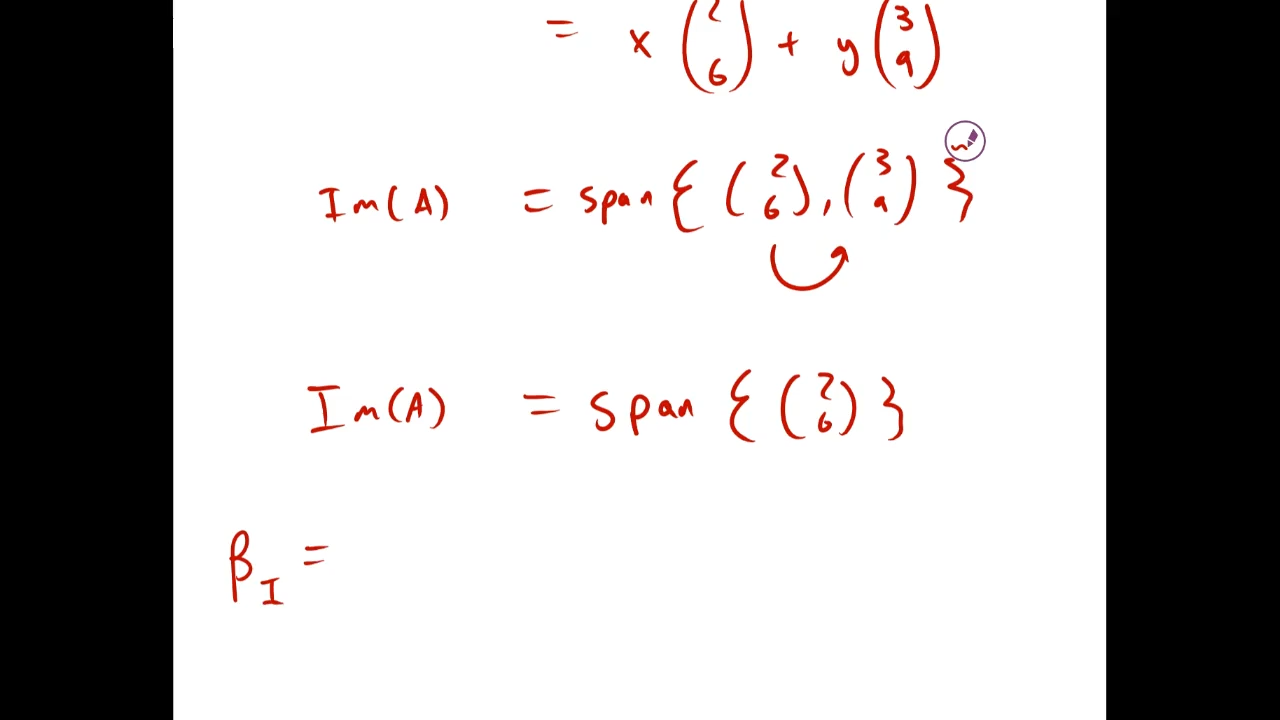 = x (2 6) + y (3 9)
Im(A) = span { (2 6), (3 9) }
Im(A) = span { (2 6) }
β_I =